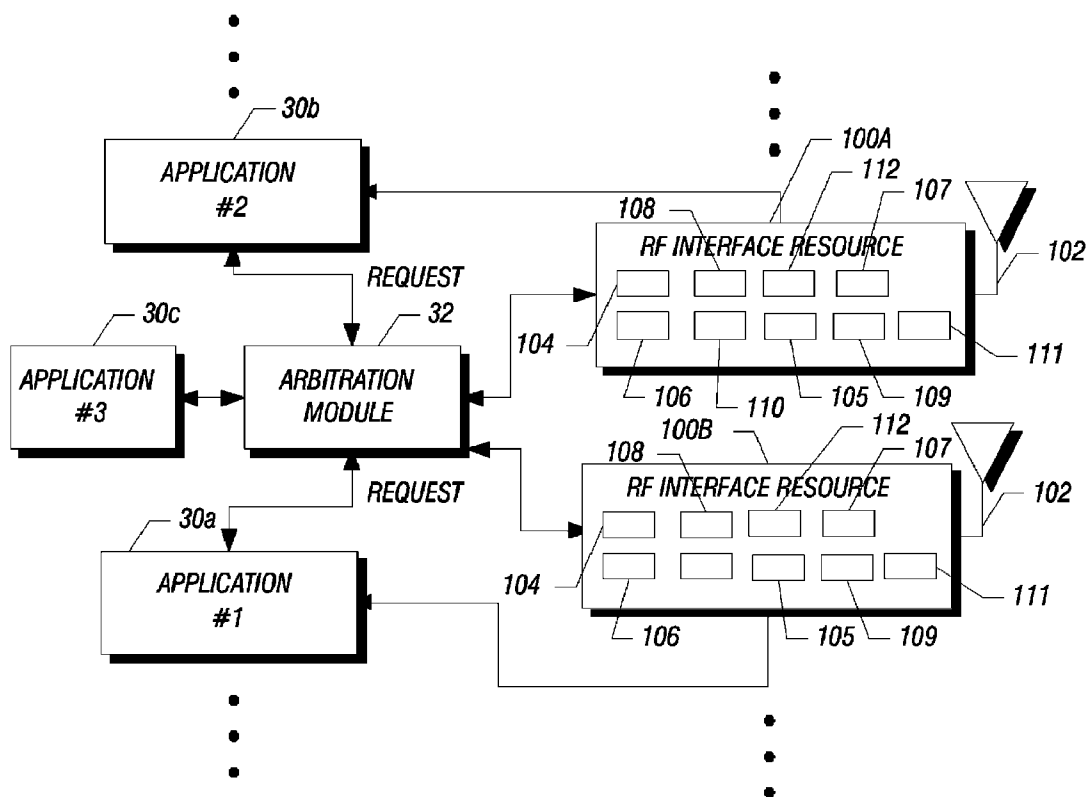 30b
APPLICATION
#2
REQUEST
30c
APPLICATION
#3
32
ARBITRATION
MODULE
REQUEST
30a
APPLICATION
#1
100A
112
107
108
RF INTERFACE RESOURCE
102
104
106
110
105
109
111
100B
112
107
108
RF INTERFACE RESOURCE
102
104
106
105
109
111